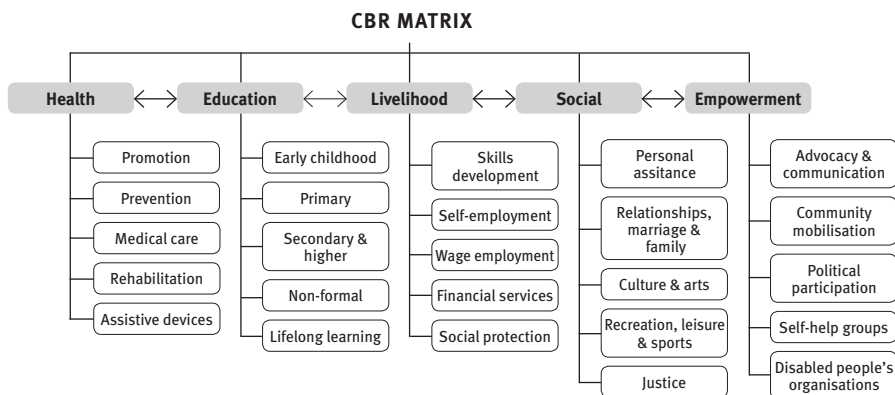 CBR MATRIX
Health
Education
Livelihood
Social
Empowerment
Promotion
Prevention
Medical care
Rehabilitation
Assistive devices
Early childhood
Primary
Secondary &
higher
Non-formal
Lifelong learning
Skills
development
Self-employment
Wage employment
Financial services
Social protection
Personal
assitance
Relationships,
marriage &
family
Culture & arts
Recreation, leisure
& sports
Justice
Advocacy &
communication
Community
mobilisation
Political
participation
Self-help groups
Disabled people's
organisations